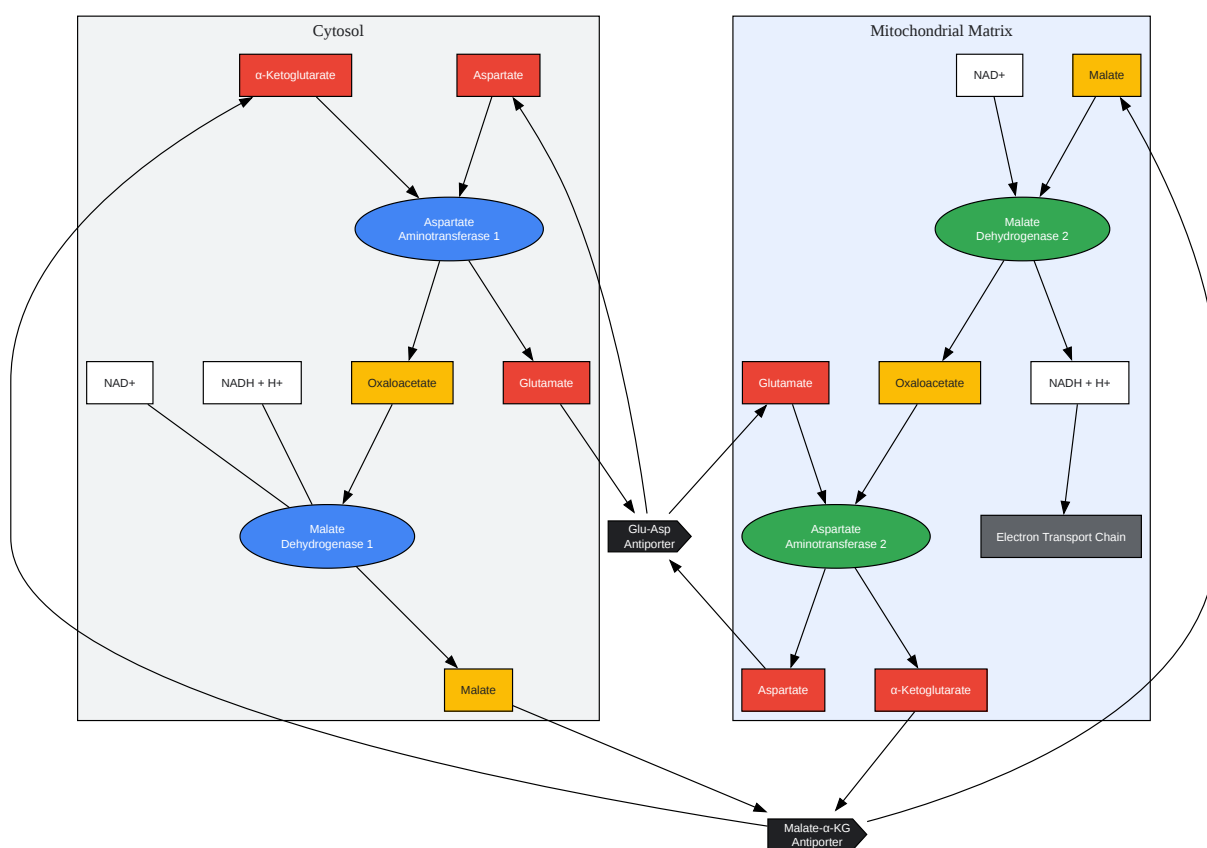 Cytosol
Mitochondrial Matrix
α-Ketoglutarate
Aspartate
NAD+
Malate
Aspartate
Aminotransferase 1
Malate
Dehydrogenase 2
NAD+
NADH + H+
Oxaloacetate
Glutamate
Glutamate
Oxaloacetate
NADH + H+
Malate
Dehydrogenase 1
Glu-Asp
Antiporter
Aspartate
Aminotransferase 2
Electron Transport Chain
Malate
Aspartate
α-Ketoglutarate
Malate-α-KG
Antiporter